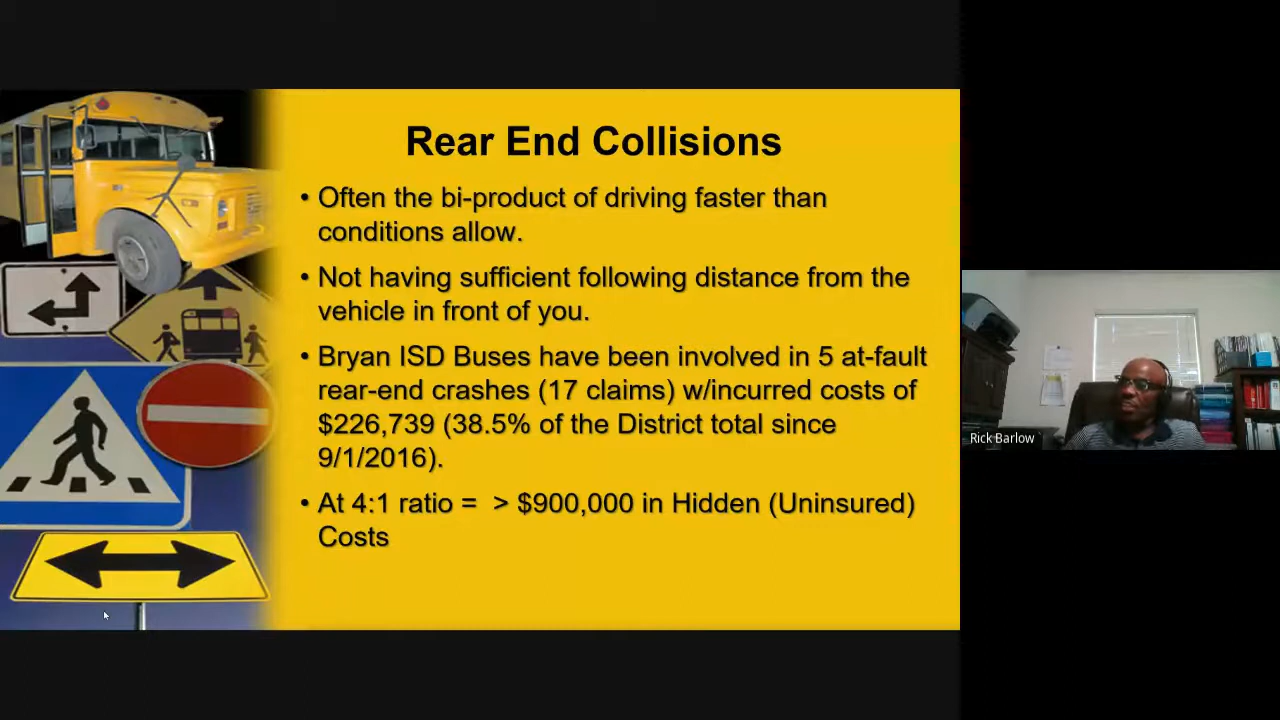 Rear End Collisions
• Often the bi-product of driving faster than
conditions allow.
• Not having sufficient following distance from the
vehicle in front of you.
• Bryan ISD Buses have been involved in 5 at-fault
rear-end crashes (17 claims) w/incurred costs of
$226,739 (38.5% of the District total since
9/1/2016).
• At 4:1 ratio =  > $900,000 in Hidden (Uninsured)
Costs
Rick Barlow